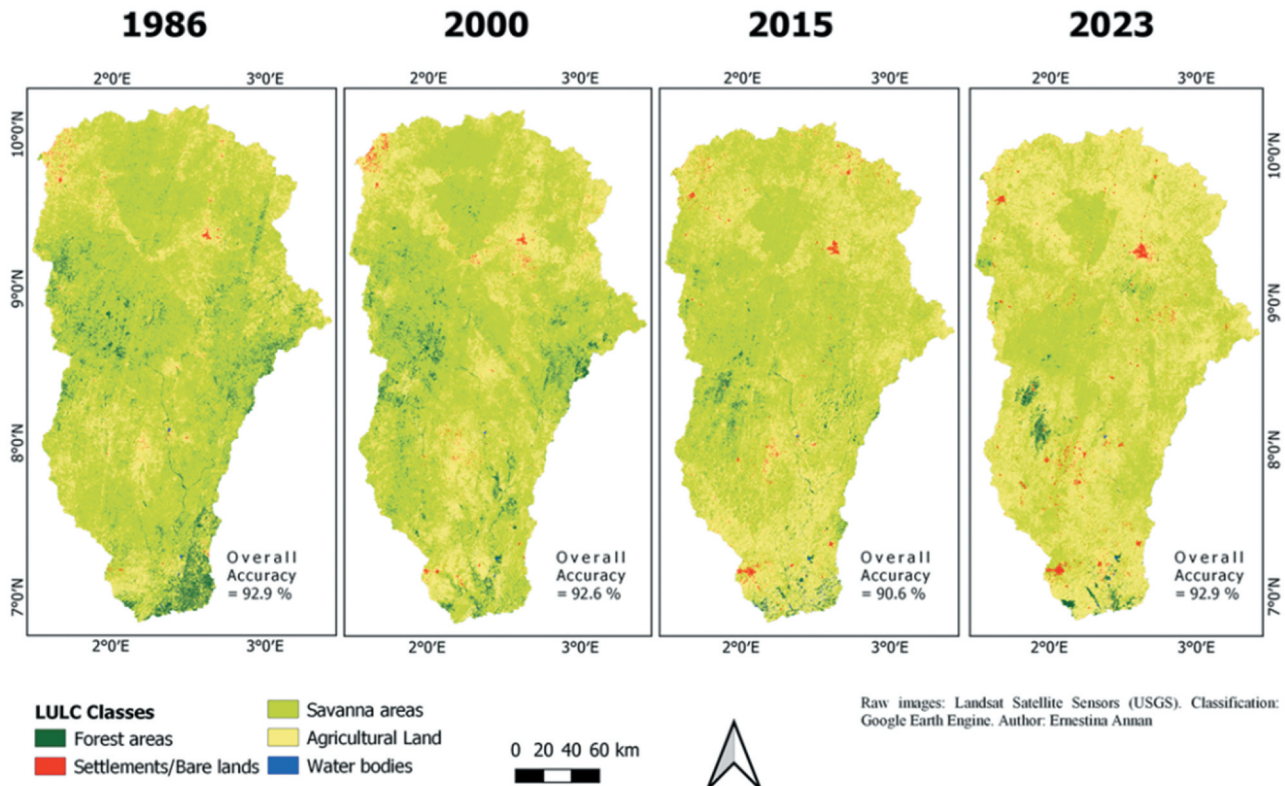 1986 2000 2015 2023
2°0'E 3°0'E 2°0'E 3°0'E 2°0'E 3°0'E 2°0'E 3°0'E
10°0'N 10°0'N
9°0'N 9°0'N
8°0'N 8°0'N
7°0'N 7°0'N
Overall Overall Overall Overall
Accuracy Accuracy Accuracy Accuracy
= 92.9 % = 92.6 % = 90.6 % = 92.9 %
2°0'E 3°0'E 2°0'E 3°0'E 2°0'E 3°0'E 2°0'E 3°0'E
LULC Classes
Forest areas
Settlements/Bare lands
Savanna areas
Agricultural Land
Water bodies
0 20 40 60 km
Raw images: Landsat Satellite Sensors (USGS). Classification:
Google Earth Engine. Author: Ernestina Annan